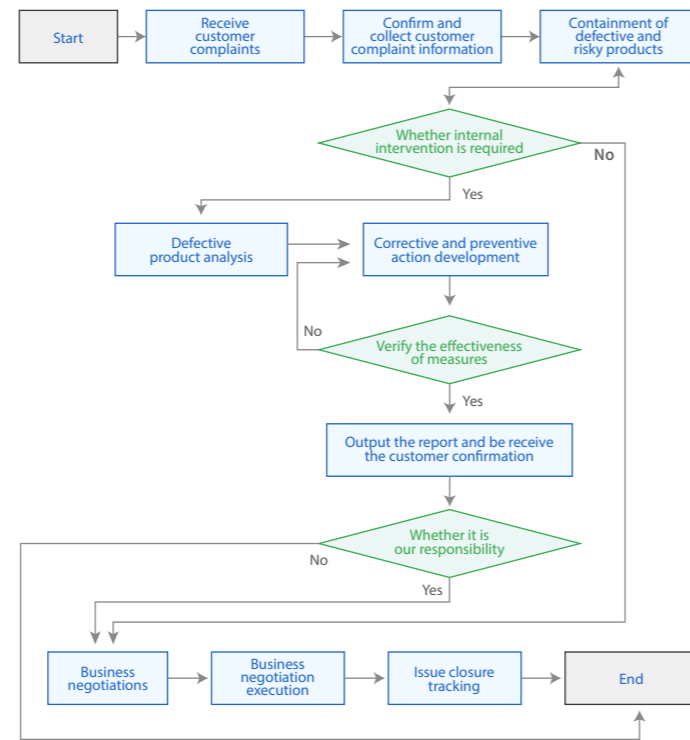 Start
Receive
customer
complaints
Confirm and
collect customer
complaint information
Containment of
defective and
risky products
Whether internal
intervention is required
No
Yes
Defective
product analysis
Corrective and preventive
action development
No
Verify the effectiveness
of measures
Yes
Output the report and be receive
the customer confirmation
Whether it is
our responsibility
No
Yes
Business
negotiations
Business
negotiation
execution
Issue closure
tracking
End